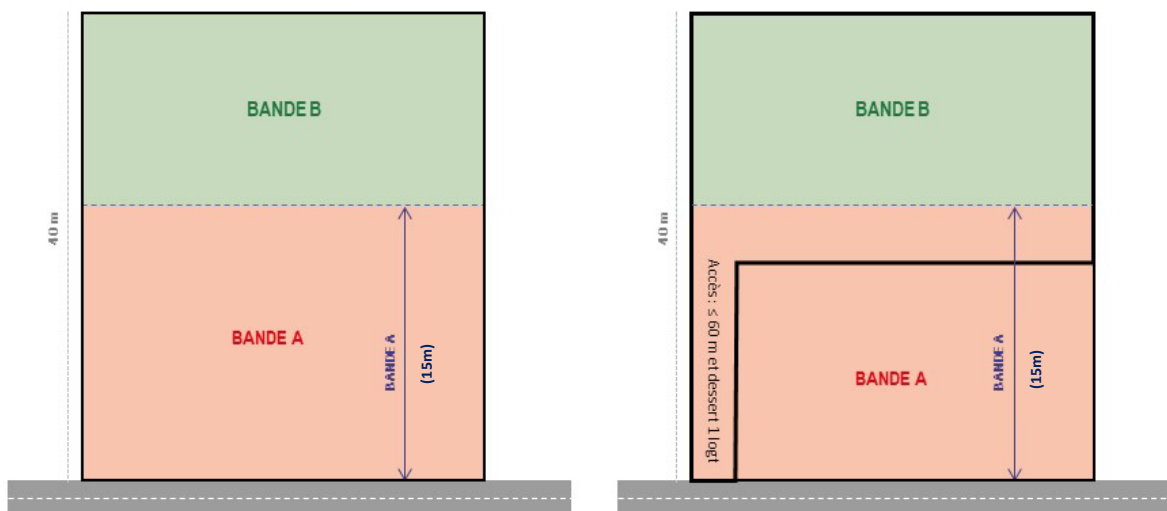 BANDE B
40 m
BANDE A
BANDE A
(15m)
BANDE B
40 m
Accès : ≤ 60 m et dessert 1 logt
BANDE A
BANDE A
(15m)